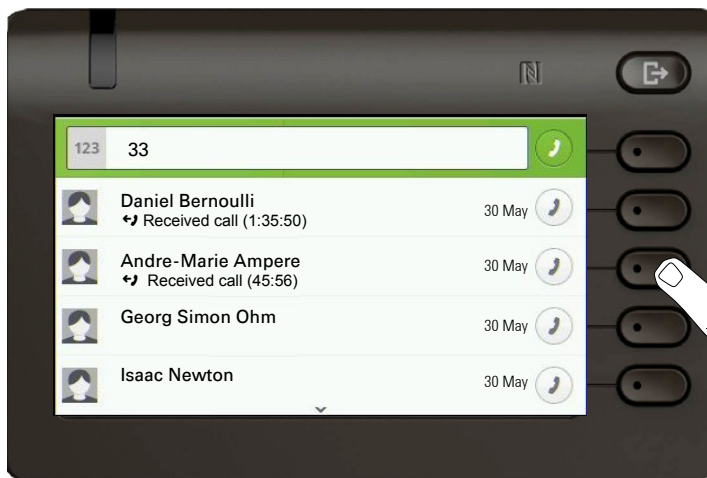 123 33
Daniel Bernoulli
Received call (1:35:50)
30 May
Andre-Marie Ampere
Received call (45:56)
30 May
Georg Simon Ohm
30 May
Isaac Newton
30 May